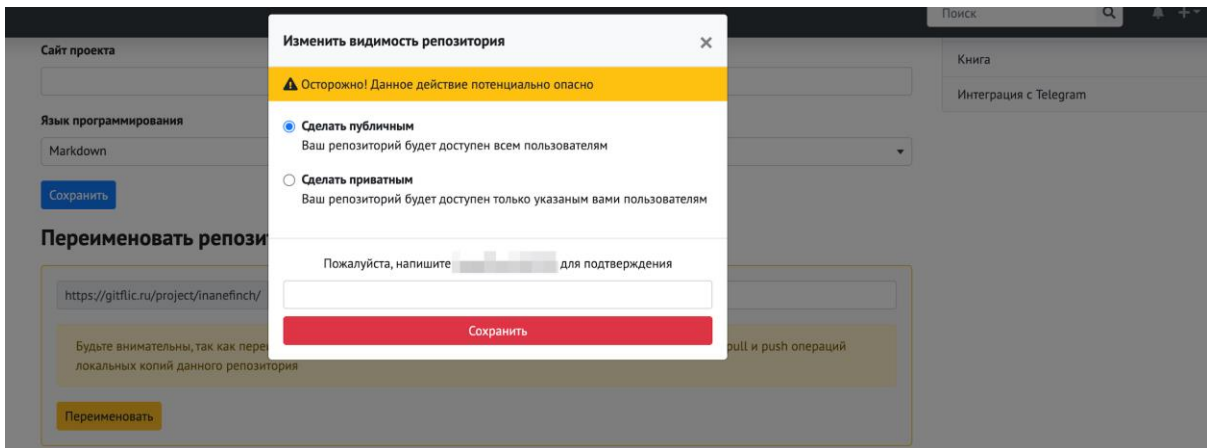 Поиск
Сайт проекта
Язык программирования
Markdown
Сохранить
Переименовать репози
https://gitflic.ru/project/inanefinch/
Будьте внимательны, так как пере
pull и push операций
локальных копий данного репозитория
Переименовать
Изменить видимость репозитория
Осторожно! Данное действие потенциально опасно
Сделать публичным
Ваш репозиторий будет доступен всем пользователям
Сделать приватным
Ваш репозиторий будет доступен только указаным вами пользователям
Пожалуйста, напишите для подтверждения
Сохранить
Книга
Интеграция с Telegram